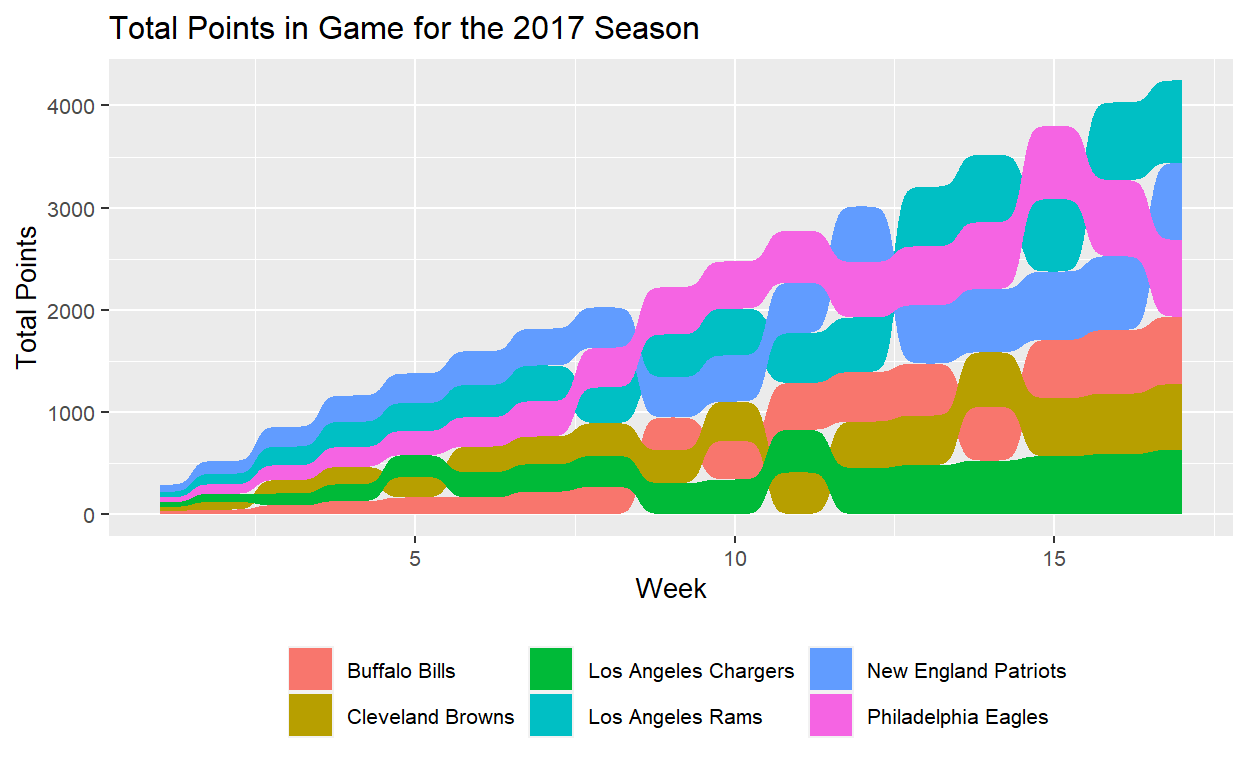 Total Points in Game for the 2017 Season
4000
3000
2000
1000
0
Total Points
5 10 15
Week
Buffalo Bills Los Angeles Chargers New England Patriots
Cleveland Browns Los Angeles Rams Philadelphia Eagles